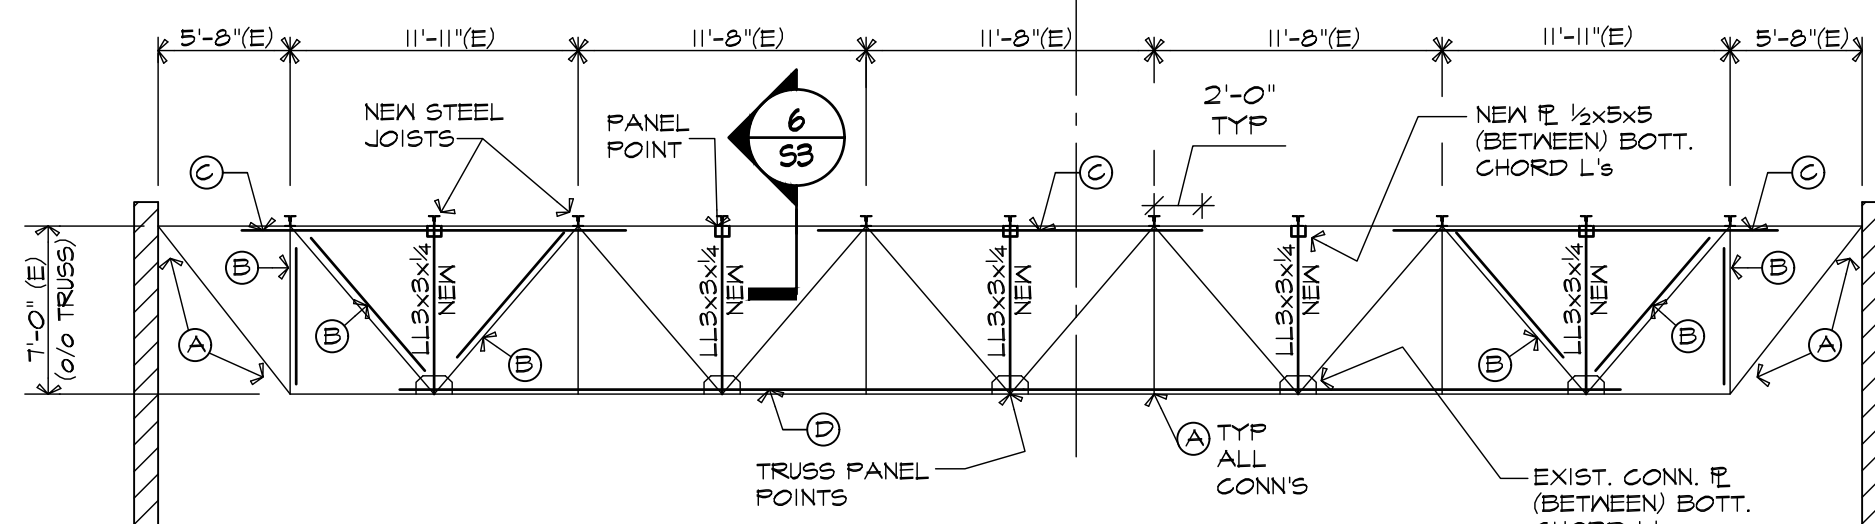 5'-8"(E)
11'-11"(E)
11'-8"(E)
11'-8"(E)
11'-8"(E)
11'-11"(E)
5'-8"(E)
NEW STEEL
JOISTS
PANEL
POINT
6
S3
2'-0"
TYP
NEW PL ½x5x5
(BETWEEN) BOTT.
CHORD L's
C
C
C
7'-0" (E)
(O/O TRUSS)
A
B
B
B
LL3x3x¼
NEW
LL3x3x¼
NEW
LL3x3x¼
NEW
LL3x3x¼
NEW
LL3x3x¼
NEW
B
B
B
A
D
TRUSS PANEL
POINTS
A TYP
ALL
CONN'S
EXIST. CONN. PL
(BETWEEN) BOTT.